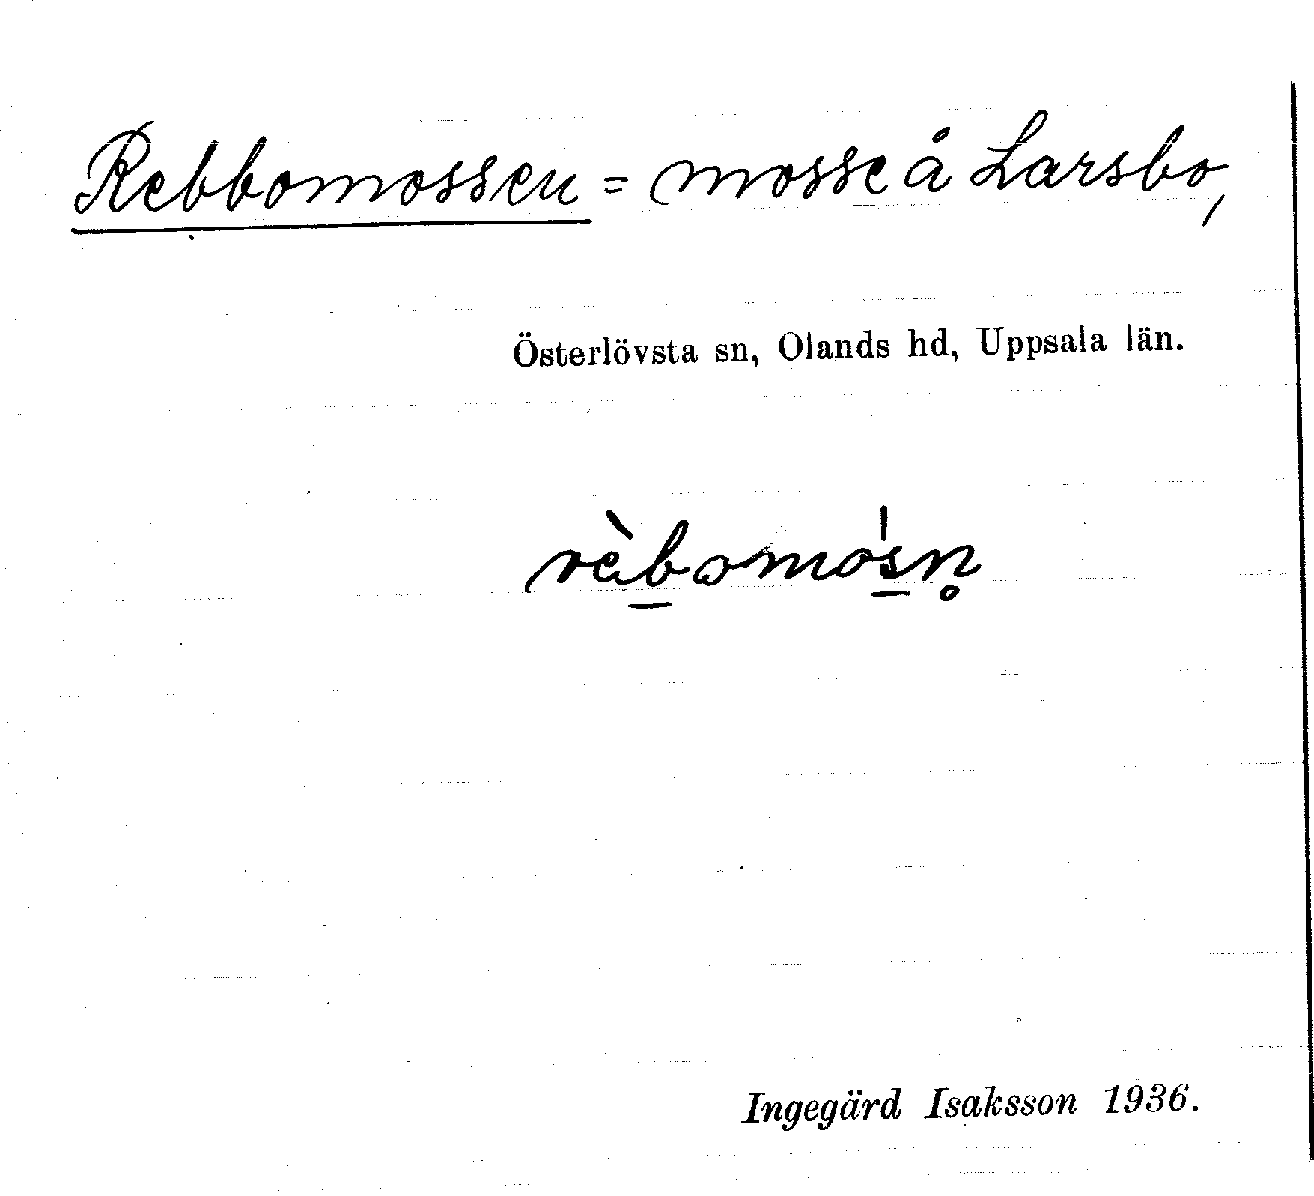 Rebbomossen = mosse å Larsbo,
Österlövsta sn, Olands hd, Uppsala län.
rèbomósn̥
Ingegärd Isaksson 1936.